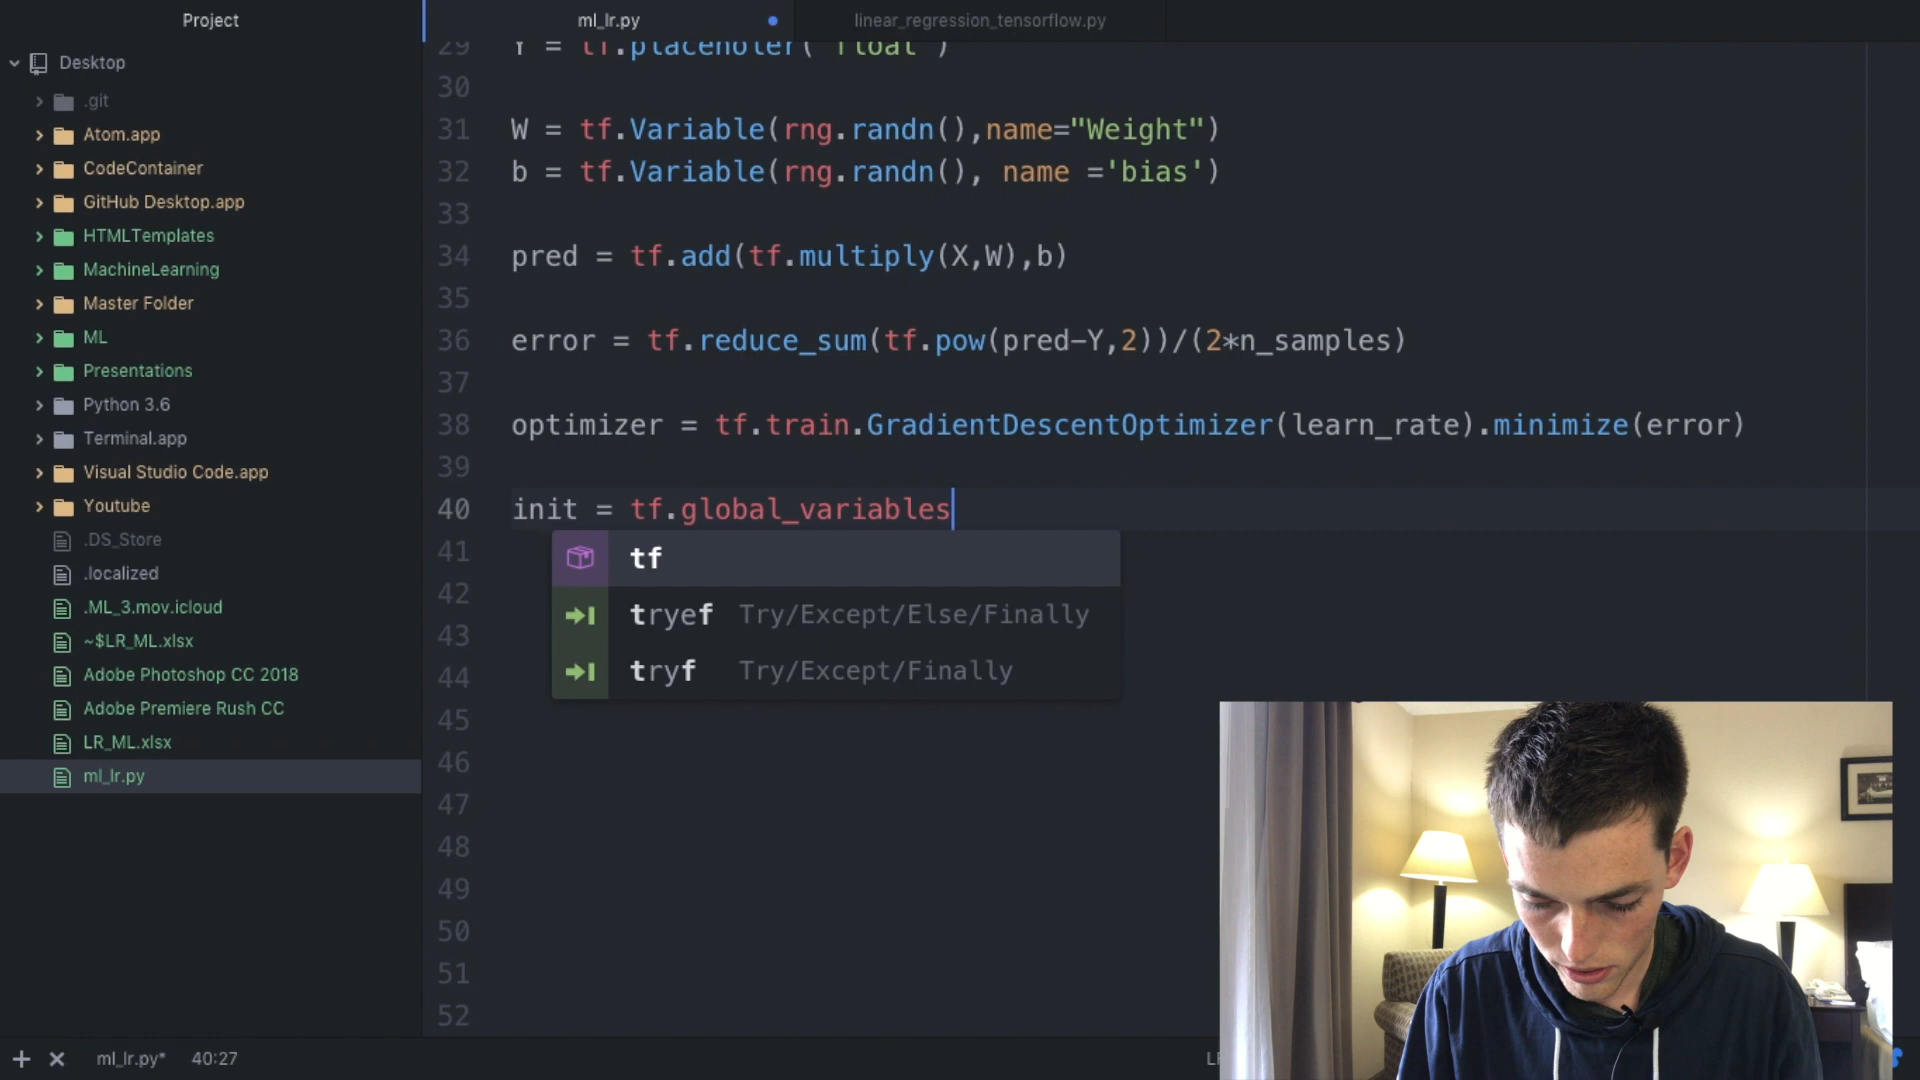 Project
ml_lr.py
linear_regression_tensorflow.py
Desktop
.git
Atom.app
CodeContainer
GitHub Desktop.app
HTMLTemplates
MachineLearning
Master Folder
ML
Presentations
Python 3.6
Terminal.app
Visual Studio Code.app
Youtube
.DS_Store
.localized
.ML_3.mov.icloud
~$LR_ML.xlsx
Adobe Photoshop CC 2018
Adobe Premiere Rush CC
LR_ML.xlsx
ml_lr.py
29 Y = tf.placeholer("float")
30
31 W = tf.Variable(rng.randn(),name="Weight")
32 b = tf.Variable(rng.randn(), name ='bias')
33
34 pred = tf.add(tf.multiply(X,W),b)
35
36 error = tf.reduce_sum(tf.pow(pred-Y,2))/(2*n_samples)
37
38 optimizer = tf.train.GradientDescentOptimizer(learn_rate).minimize(error)
39
40 init = tf.global_variables
41 tf
42 tryef Try/Except/Else/Finally
43
44 tryf Try/Except/Finally
45
46
47
48
49
50
51
52
ml_lr.py* 40:27